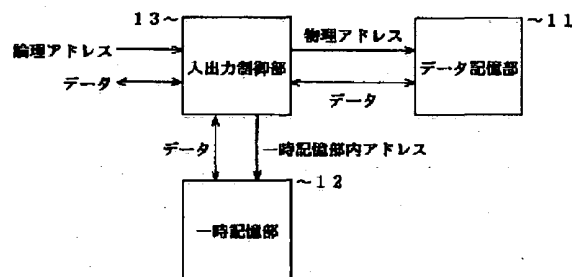 13～
～11
論理アドレス
物理アドレス
入出力制御部
データ記憶部
データ
データ
データ
一時記憶部内アドレス
～12
一時記憶部